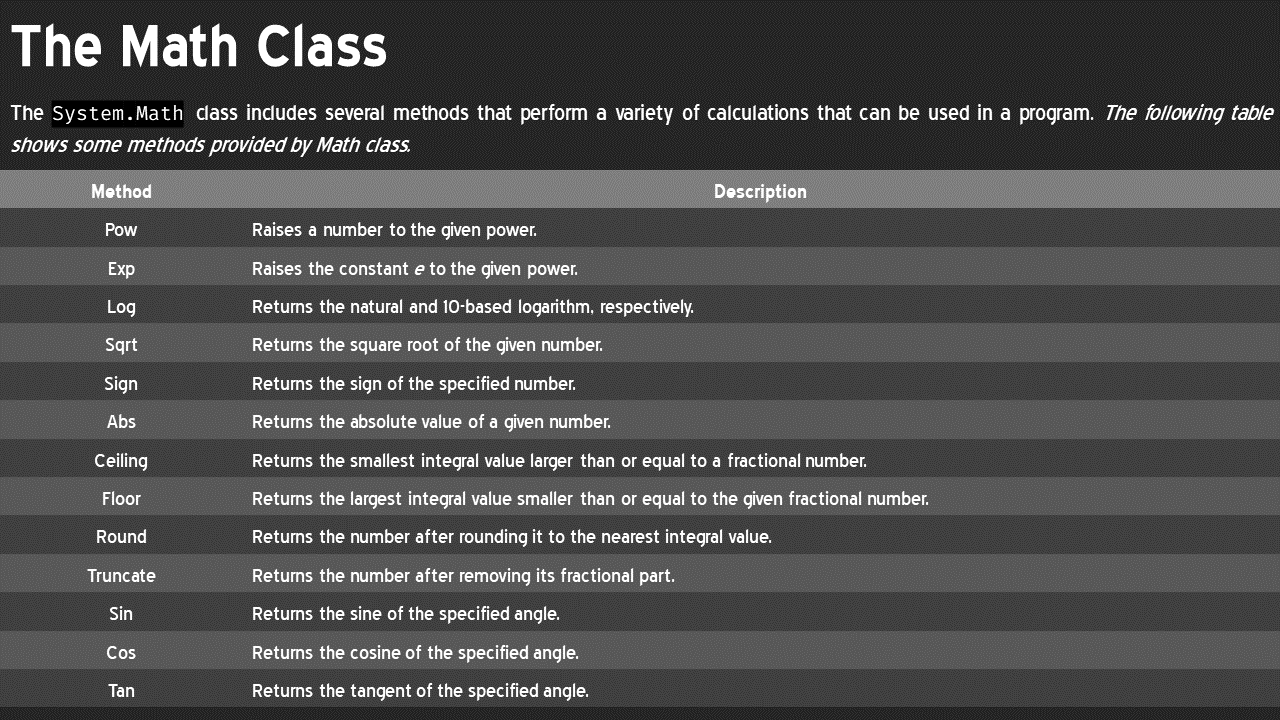 The Math Class
The System.Math class includes several methods that perform a variety of calculations that can be used in a program. The following table
shows some methods provided by Math class.
Method Description
Pow Raises a number to the given power.
Exp Raises the constant e to the given power.
Log Returns the natural and 10-based logarithm, respectively.
Sqrt Returns the square root of the given number.
Sign Returns the sign of the specified number.
Abs Returns the absolute value of a given number.
Ceiling Returns the smallest integral value larger than or equal to a fractional number.
Floor Returns the largest integral value smaller than or equal to the given fractional number.
Round Returns the number after rounding it to the nearest integral value.
Truncate Returns the number after removing its fractional part.
Sin Returns the sine of the specified angle.
Cos Returns the cosine of the specified angle.
Tan Returns the tangent of the specified angle.